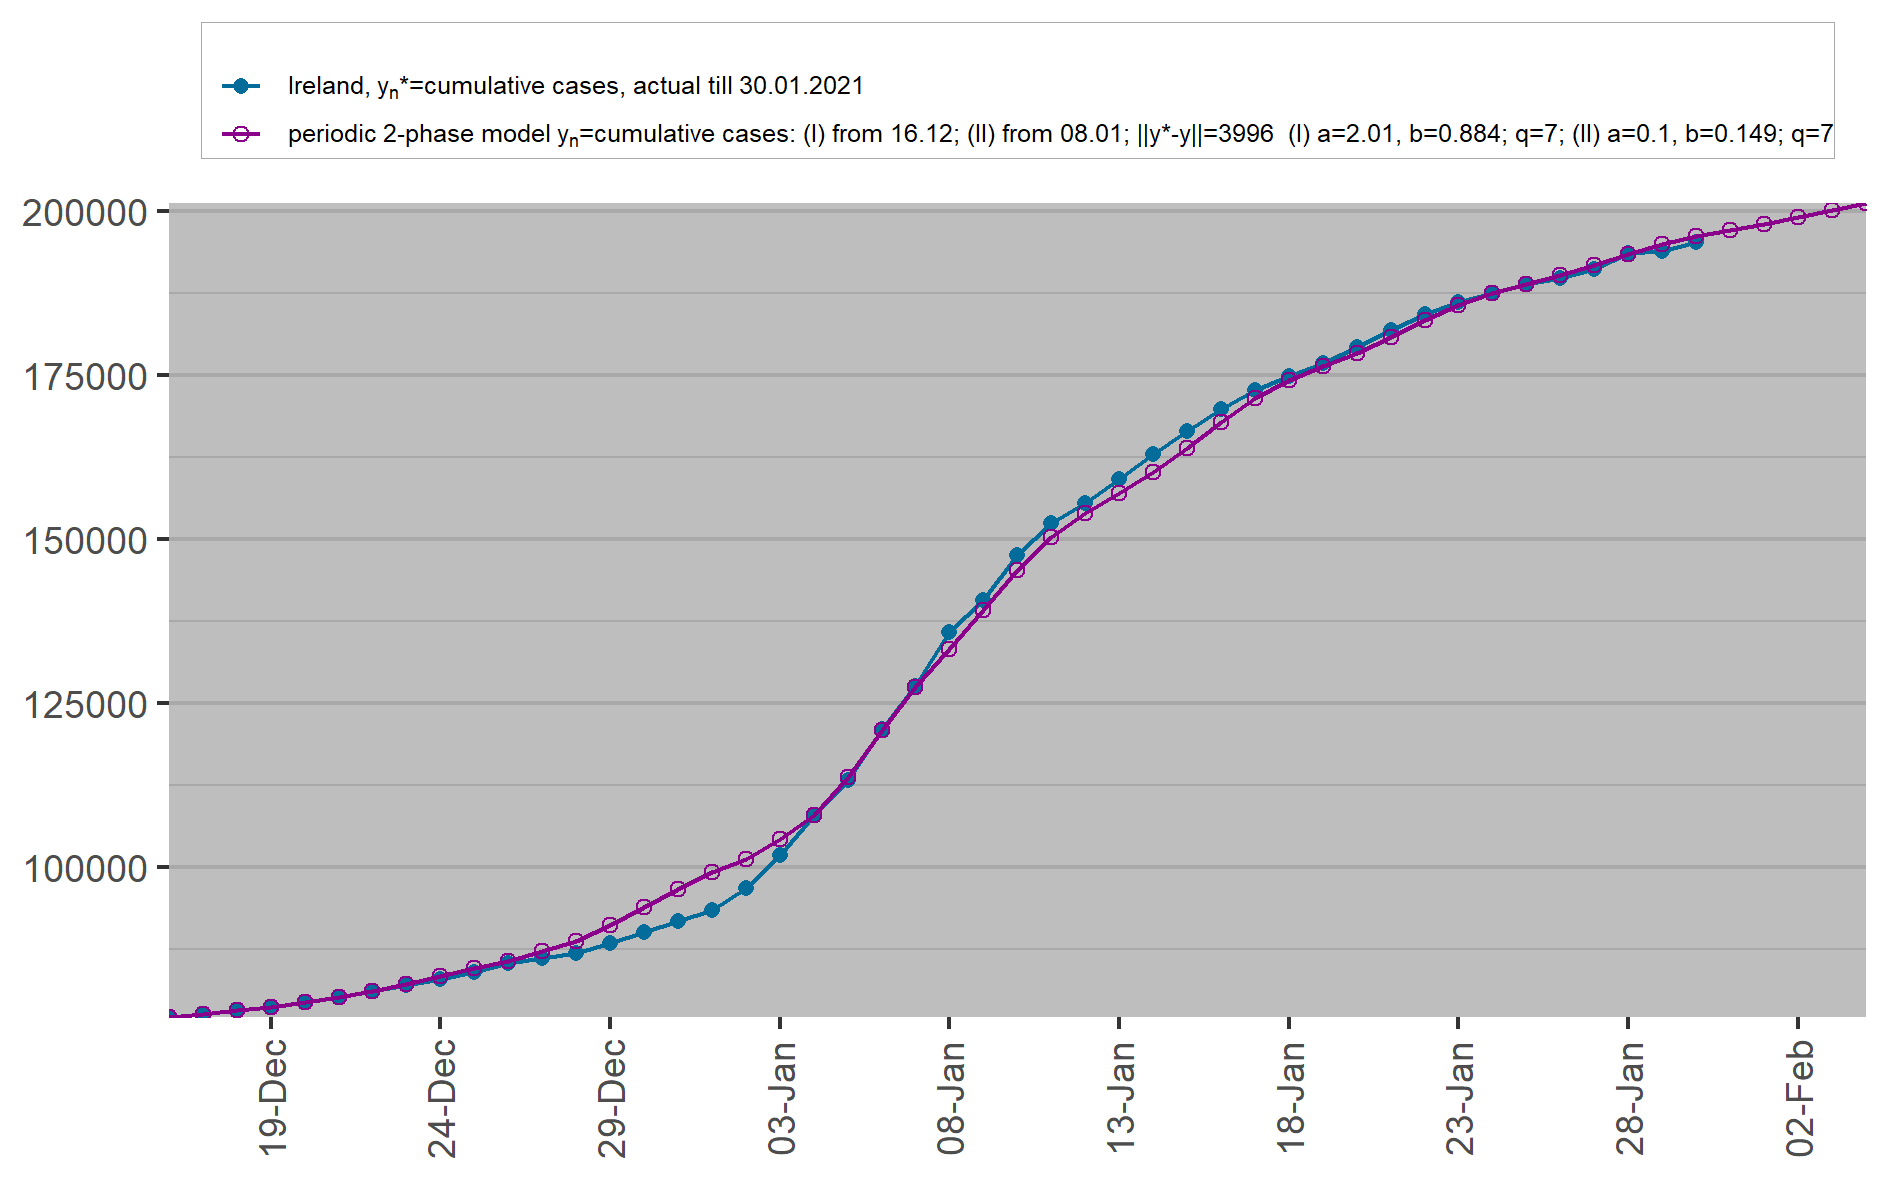 Ireland, yn*=cumulative cases, actual till 30.01.2021
periodic 2-phase model yn=cumulative cases: (I) from 16.12; (II) from 08.01; ||y*-y||=3996  (I) a=2.01, b=0.884; q=7; (II) a=0.1, b=0.149; q=7
200000
175000
150000
125000
100000
19-Dec
24-Dec
29-Dec
03-Jan
08-Jan
13-Jan
18-Jan
23-Jan
28-Jan
02-Feb